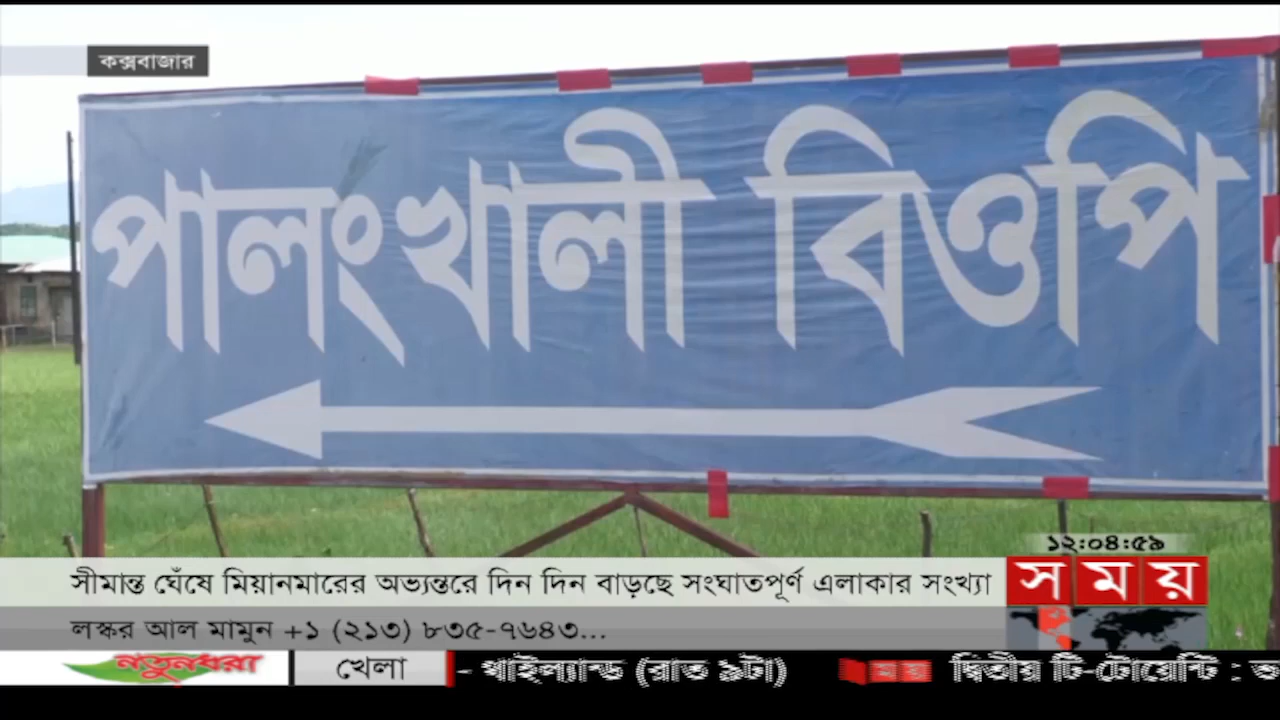 কক্সবাজার
পালংখালী বিওপি
১২:০৪:৫৯
সীমান্ত ঘেঁষে মিয়ানমারের অভ্যন্তরে দিন দিন বাড়ছে সংঘাতপূর্ণ এলাকার সংখ্যা
সময়
লস্কর আল মামুন +১ (২১৩) ৮৩৫-৭৬৪৩...
নতুনধরা
খেলা
- থাইল্যান্ড (রাত ৯টা) সময় দ্বিতীয় টি-টোয়েন্টি : ভ